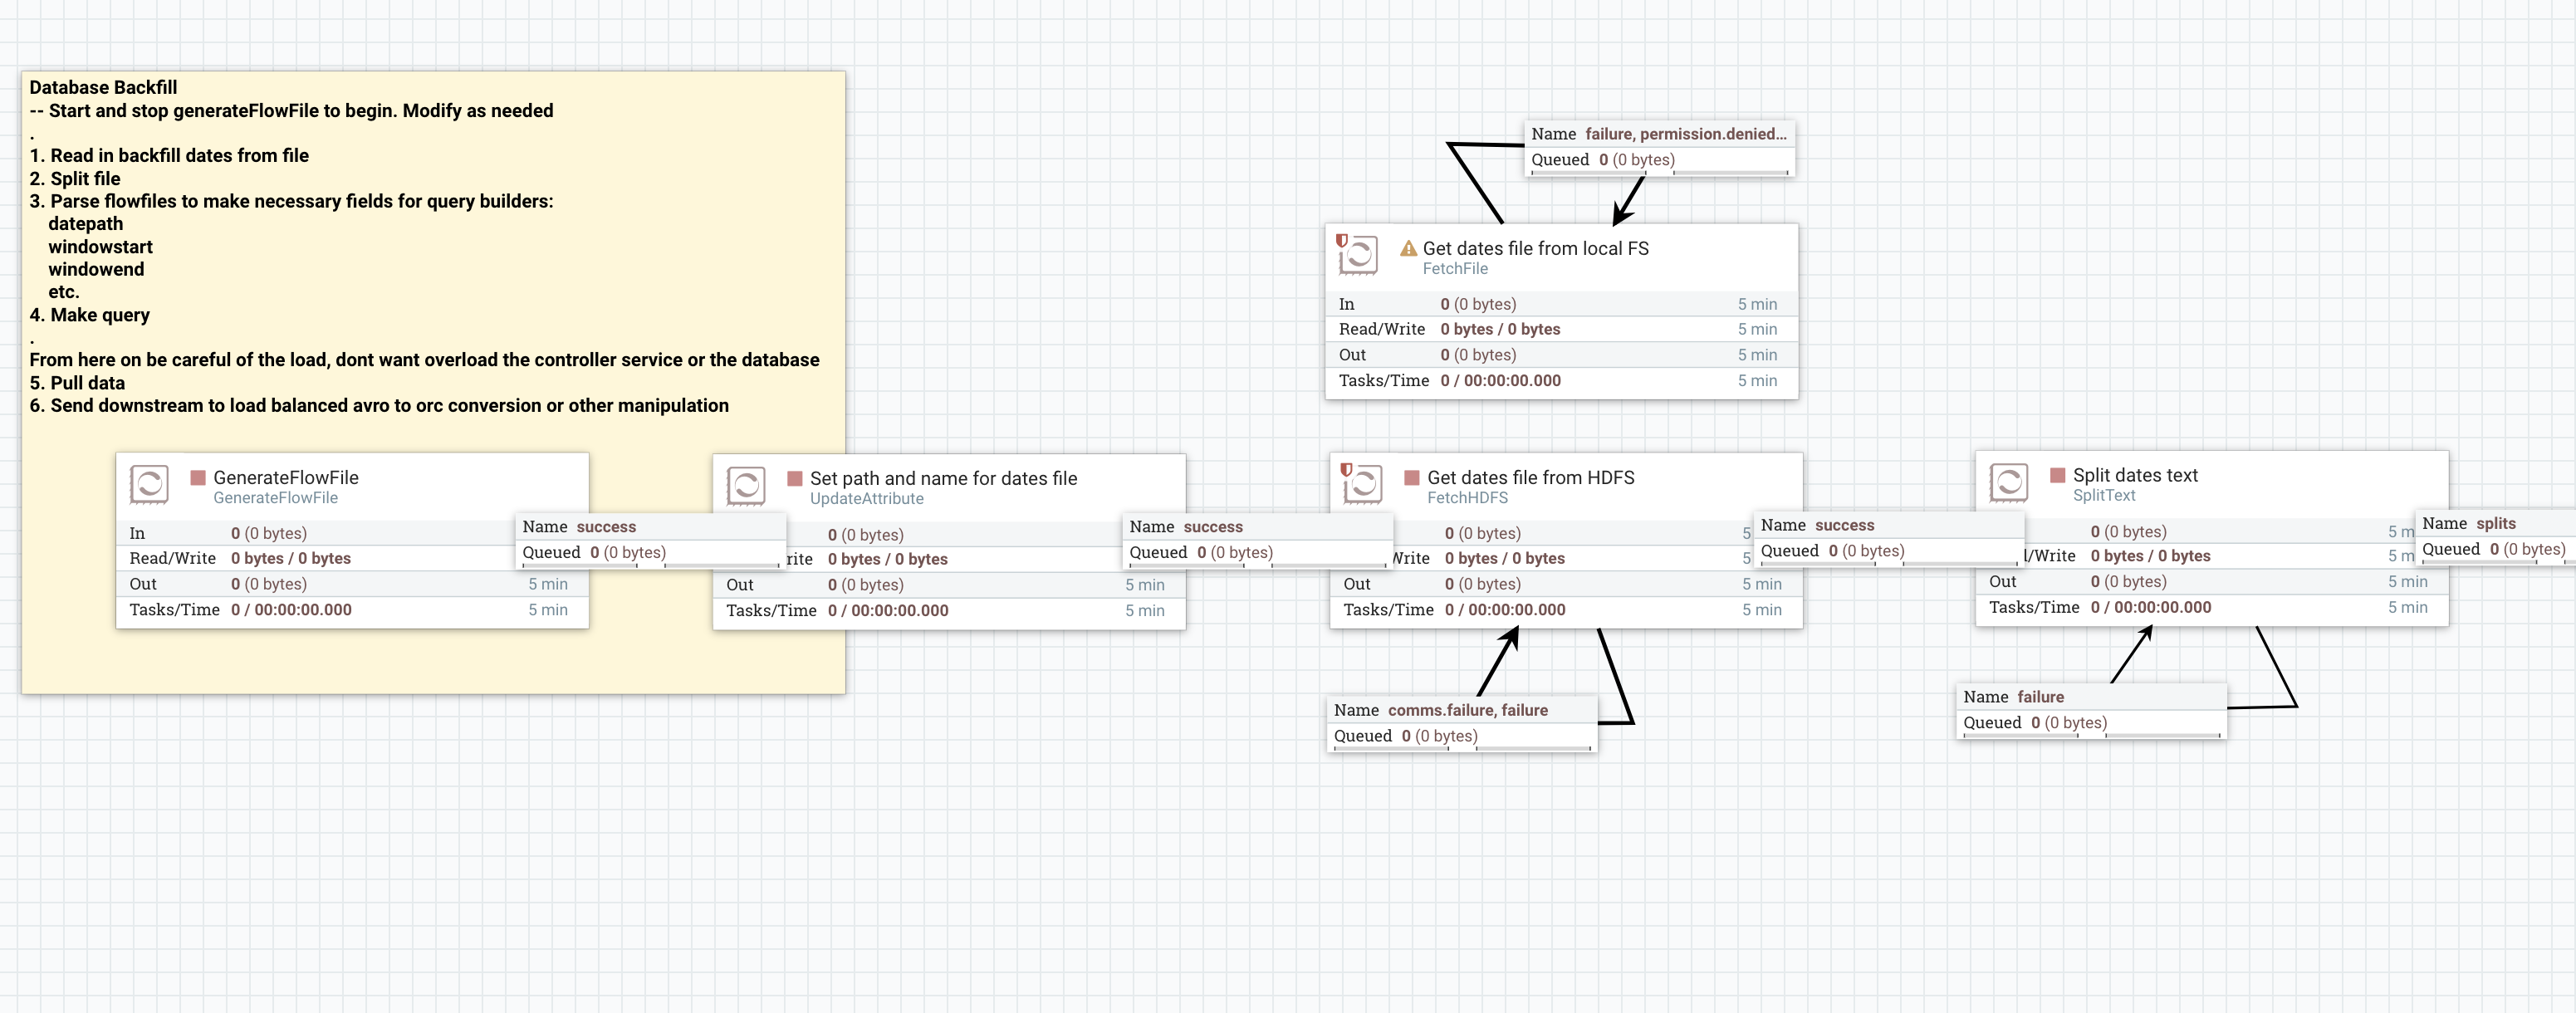 Database Backfill
-- Start and stop generateFlowFile to begin. Modify as needed
.
1. Read in backfill dates from file
2. Split file
3. Parse flowfiles to make necessary fields for query builders:
datepath
windowstart
windowend
etc.
4. Make query
.
From here on be careful of the load, dont want overload the controller service or the database
5. Pull data
6. Send downstream to load balanced avro to orc conversion or other manipulation
GenerateFlowFile
GenerateFlowFile
In 0 (0 bytes)
Read/Write 0 bytes / 0 bytes
Out 0 (0 bytes) 5 min
Tasks/Time 0 / 00:00:00.000 5 min
Name success
Queued 0 (0 bytes)
Set path and name for dates file
UpdateAttribute
0 (0 bytes)
rite 0 bytes / 0 bytes
Out 0 (0 bytes) 5 min
Tasks/Time 0 / 00:00:00.000 5 min
Name success
Queued 0 (0 bytes)
Name failure, permission.denied...
Queued 0 (0 bytes)
Get dates file from local FS
FetchFile
In 0 (0 bytes) 5 min
Read/Write 0 bytes / 0 bytes 5 min
Out 0 (0 bytes) 5 min
Tasks/Time 0 / 00:00:00.000 5 min
Get dates file from HDFS
FetchHDFS
0 (0 bytes) 5
Write 0 bytes / 0 bytes 5
Out 0 (0 bytes) 5 min
Tasks/Time 0 / 00:00:00.000 5 min
Name comms.failure, failure
Queued 0 (0 bytes)
Name success
Queued 0 (0 bytes)
Split dates text
SplitText
0 (0 bytes) 5 m
/Write 0 bytes / 0 bytes 5 m
Out 0 (0 bytes) 5 min
Tasks/Time 0 / 00:00:00.000 5 min
Name failure
Queued 0 (0 bytes)
Name splits
Queued 0 (0 bytes)